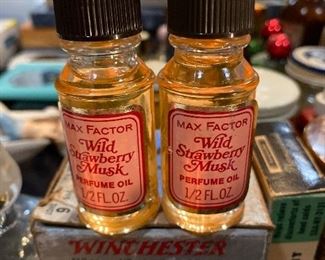 MAX FACTOR
Wild
Strawberry
Musk
PERFUME OIL
1/2 FL. OZ.
MAX FACTOR
Wild
Strawberry
Musk
PERFUME OIL
1/2 FL. OZ.
WINCHESTER